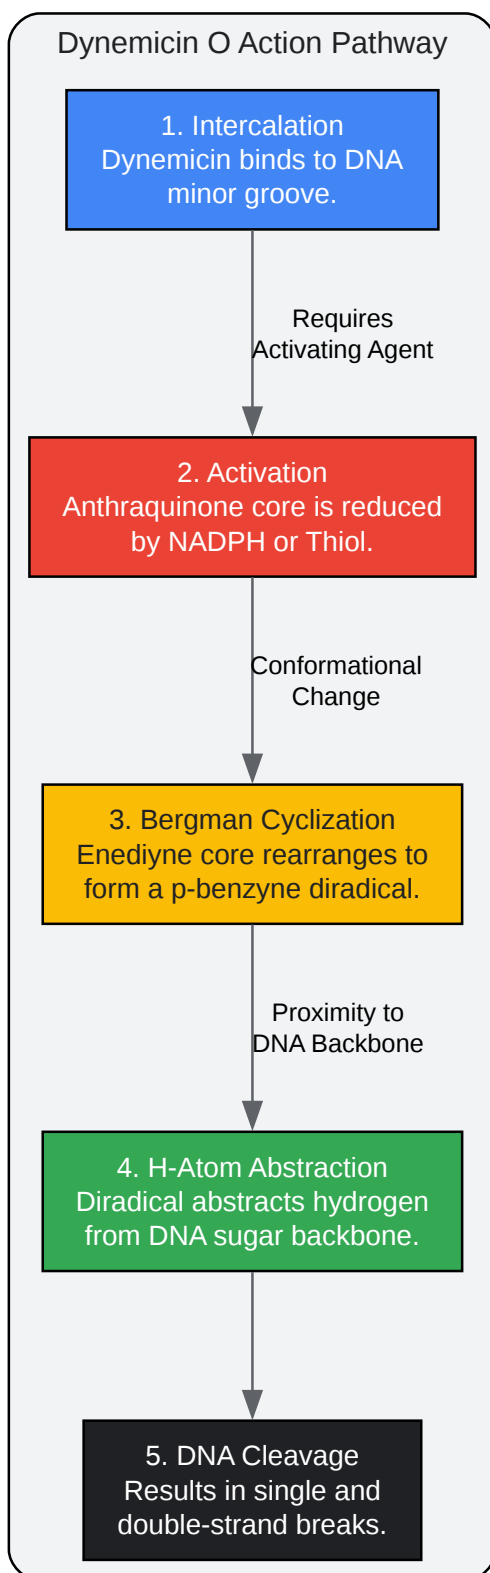 Dynemicin O Action Pathway
1. Intercalation
Dynemicin binds to DNA
minor groove.
Requires
Activating Agent
2. Activation
Anthraquinone core is reduced
by NADPH or Thiol.
Conformational
Change
3. Bergman Cyclization
Enediyne core rearranges to
form a p-benzyne diradical.
Proximity to
DNA Backbone
4. H-Atom Abstraction
Diradical abstracts hydrogen
from DNA sugar backbone.
5. DNA Cleavage
Results in single and
double-strand breaks.